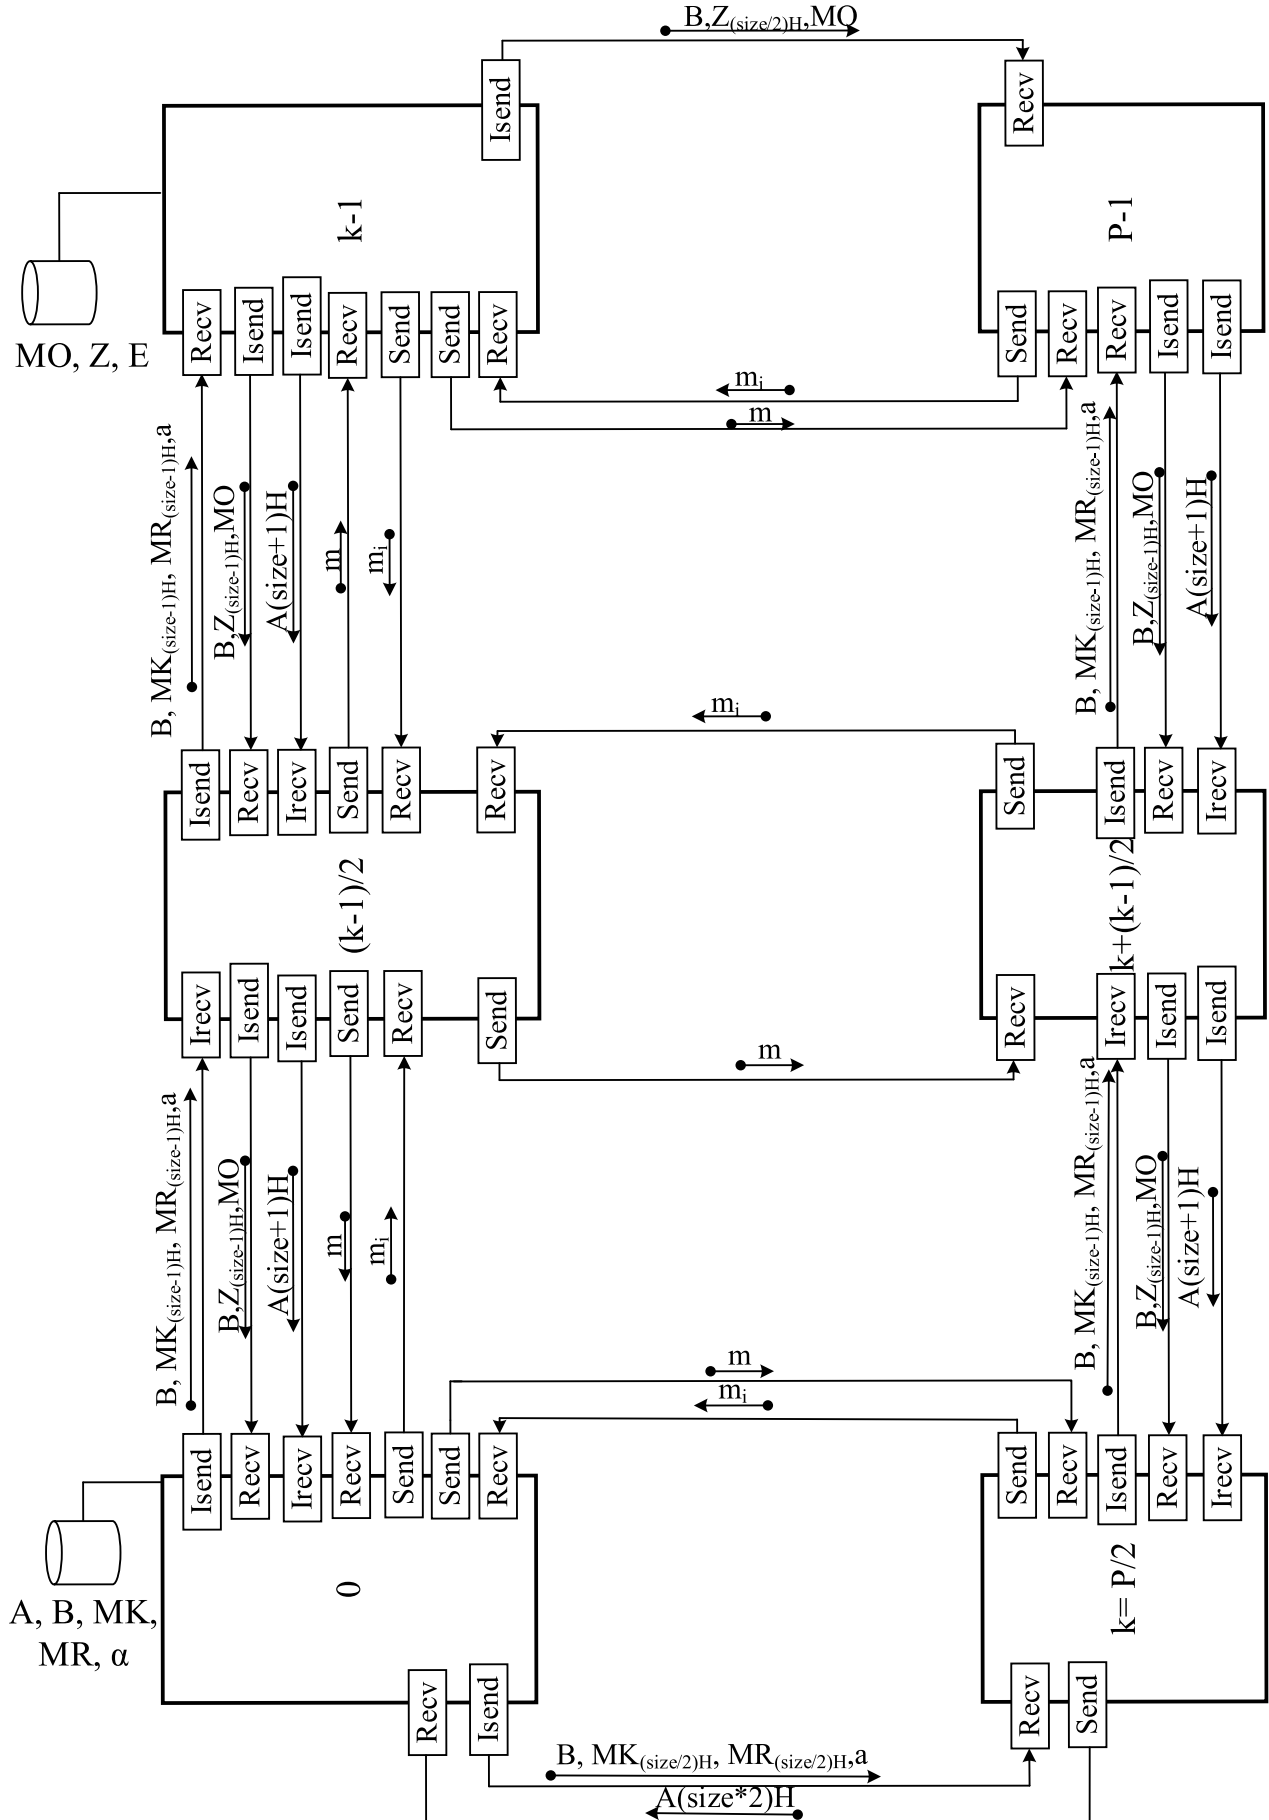 B,Z(size/2)H,MO
Isend
Recv
k-1
P-1
MO, Z, E
Recv
Isend
Isend
Recv
Send
Send
Recv
Send
Recv
Recv
Isend
Isend
mi
m
B, MK(size-1)H, MR(size-1)H,a
B,Z(size-1)H,MO
A(size+1)H
m
mi
B, MK(size-1)H, MR(size-1)H,a
B,Z(size-1)H,MO
A(size+1)H
mi
Isend
Recv
Irecv
Send
Recv
Recv
Send
Isend
Recv
Irecv
(k-1)/2
k+(k-1)/2
Irecv
Isend
Isend
Send
Recv
Send
Recv
Irecv
Isend
Isend
m
B, MK(size-1)H, MR(size-1)H,a
B,Z(size-1)H,MO
A(size+1)H
m
mi
B, MK(size-1)H, MR(size-1)H,a
B,Z(size-1)H,MO
A(size+1)H
m
mi
Isend
Recv
Irecv
Recv
Send
Send
Recv
Send
Recv
Isend
Recv
Irecv
0
k= P/2
A, B, MK,
MR, α
Recv
Isend
Recv
Send
B, MK(size/2)H, MR(size/2)H,a
A(size*2)H